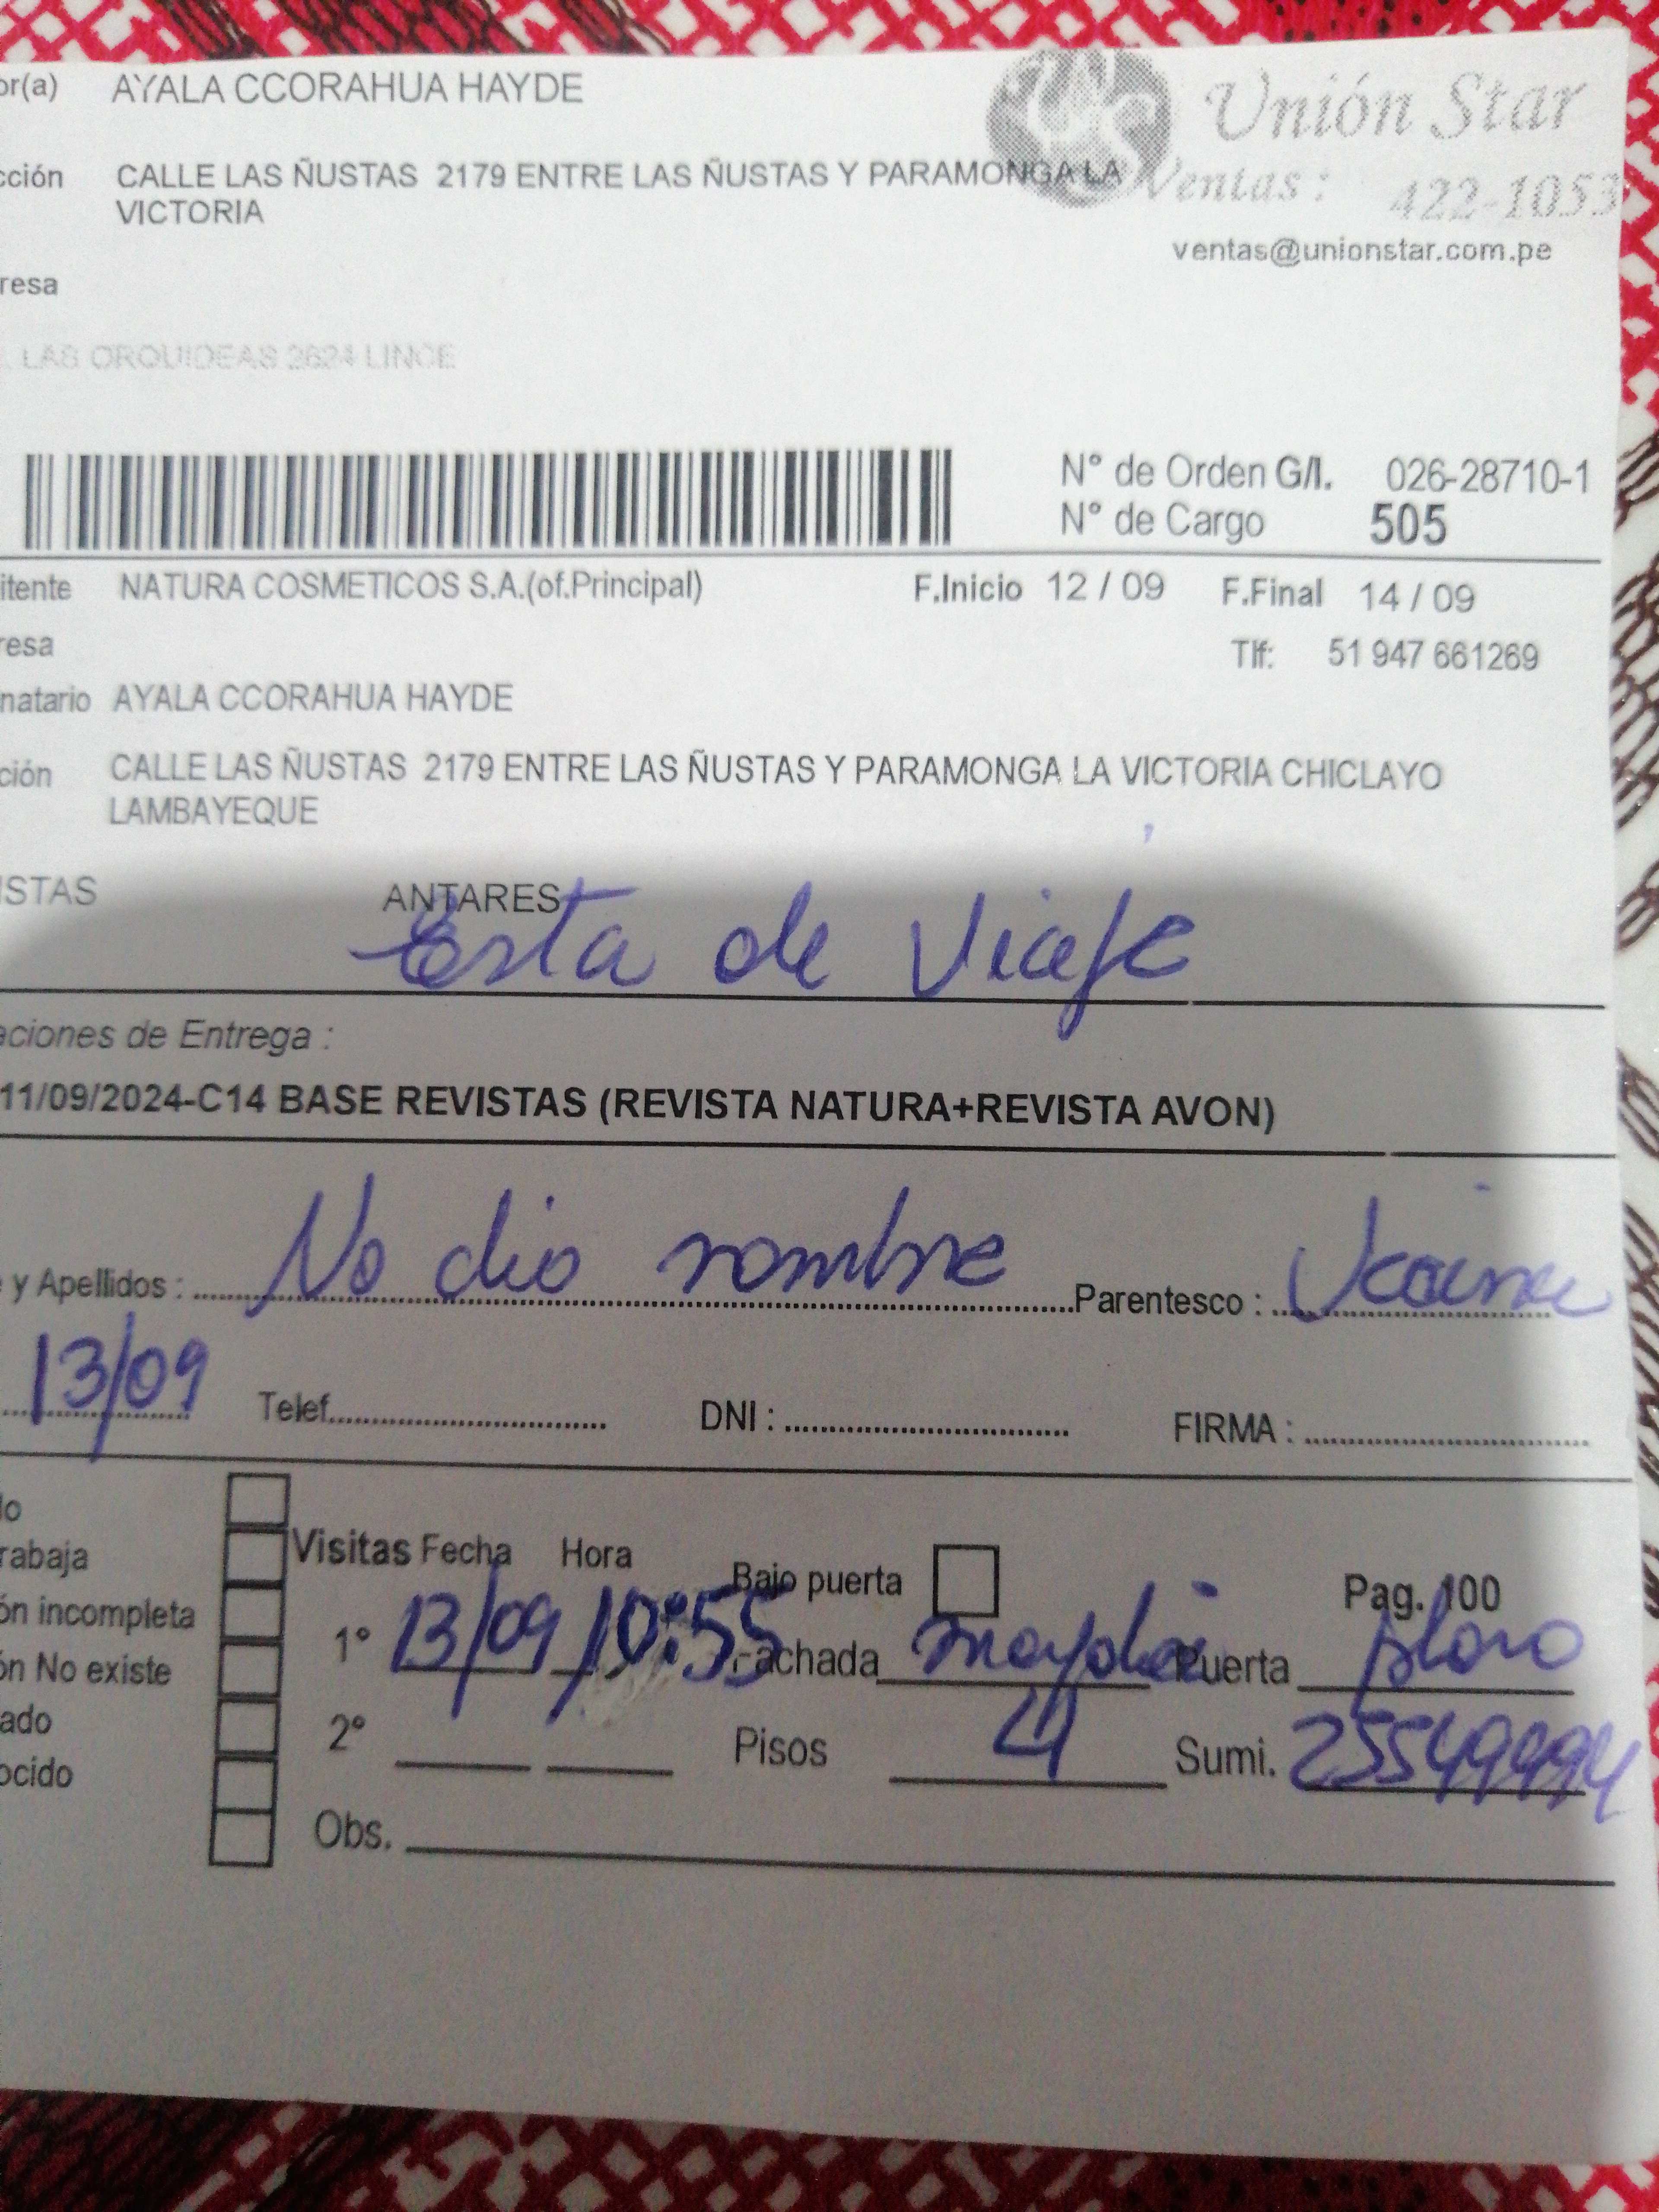 or(a) AYALA CCORAHUA HAYDE
Unión Star
cción CALLE LAS ÑUSTAS 2179 ENTRE LAS ÑUSTAS Y PARAMONGA LA
VICTORIA
Ventas: 422-1053
ventas@unionstar.com.pe
resa
LAS ORQUIDEAS 2624 LINCE
N° de Orden G/I. 026-28710-1
N° de Cargo 505
itente NATURA COSMETICOS S.A.(of.Principal) F.Inicio 12 / 09 F.Final 14 / 09
resa Tlf: 51 947 661269
natario AYALA CCORAHUA HAYDE
ción CALLE LAS ÑUSTAS 2179 ENTRE LAS ÑUSTAS Y PARAMONGA LA VICTORIA CHICLAYO
LAMBAYEQUE
ISTAS ANTARES
Esta de viaje
aciones de Entrega :
11/09/2024-C14 BASE REVISTAS (REVISTA NATURA+REVISTA AVON)
y Apellidos : No dio nombre Parentesco :
13/09 Telef. DNI : FIRMA :
do
rabaja
Visitas Fecha Hora Bajo puerta Pag. 100
ón incompleta
1° 13/09 10:55 Fachada Puerta
ón No existe
ado
2° Pisos 4 Sumi. 25549994
ocido
Obs.